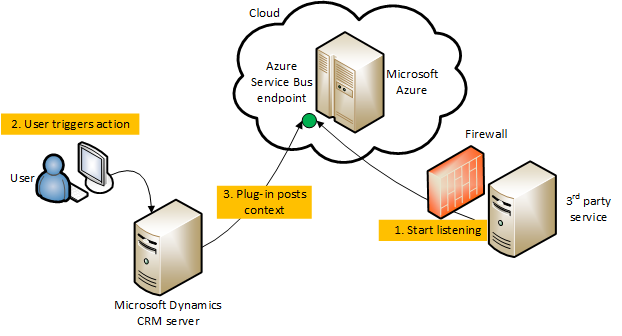 Cloud
Azure
Service Bus
endpoint
Microsoft
Azure
2. User triggers action
User
Firewall
3. Plug-in posts
context
1. Start listening
3rd party
service
Microsoft Dynamics
CRM server